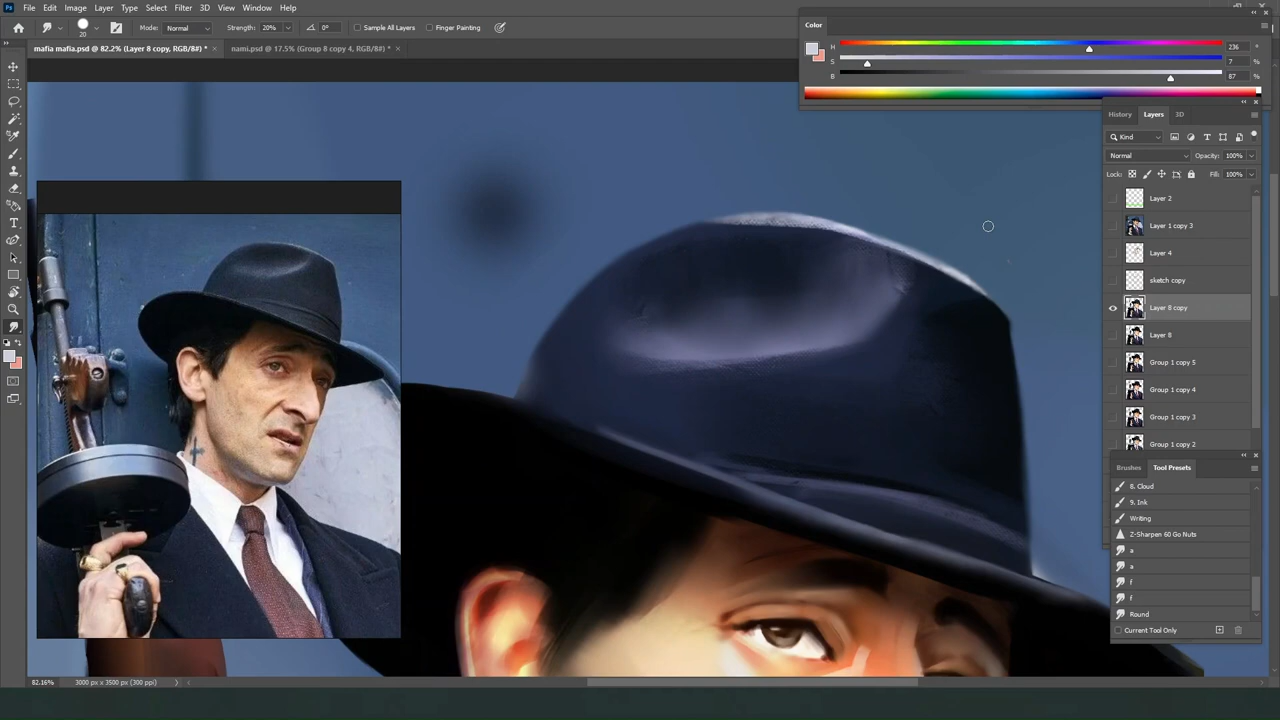 Ps File Edit Image Layer Type Select Filter 3D View Window Help
20 Mode: Normal Strength: 20% 0° Sample All Layers Finger Painting
mafia mafia.psd @ 82.2% (Layer 8 copy, RGB/8#) * × nami.psd @ 17.5% (Group 8 copy 4, RGB/8#) * ×
Color
H 236 °
S 7 %
B 87 %
History Layers 3D
Kind
Normal Opacity: 100%
Lock: Fill: 100%
Layer 2
Layer 1 copy 3
Layer 4
sketch copy
Layer 8 copy
Layer 8
Group 1 copy 5
Group 1 copy 4
Group 1 copy 3
Group 1 copy 2
Brushes Tool Presets
8. Cloud
9. Ink
Writing
Z-Sharpen 60 Go Nuts
a
a
f
f
Round
Current Tool Only
82.16% 3000 px x 3500 px (300 ppi)